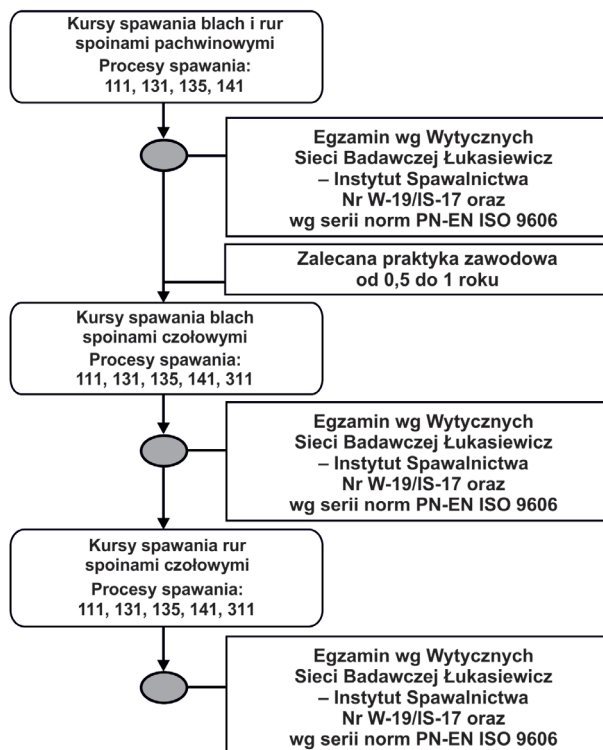 Kursy spawania blach i rur
spoinami pachwinowymi
Procesy spawania:
111, 131, 135, 141
Egzamin wg Wytycznych
Sieci Badawczej Łukasiewicz
– Instytut Spawalnictwa
Nr W-19/IS-17 oraz
wg serii norm PN-EN ISO 9606
Zalecana praktyka zawodowa
od 0,5 do 1 roku
Kursy spawania blach
spoinami czołowymi
Procesy spawania:
111, 131, 135, 141, 311
Egzamin wg Wytycznych
Sieci Badawczej Łukasiewicz
– Instytut Spawalnictwa
Nr W-19/IS-17 oraz
wg serii norm PN-EN ISO 9606
Kursy spawania rur
spoinami czołowymi
Procesy spawania:
111, 131, 135, 141, 311
Egzamin wg Wytycznych
Sieci Badawczej Łukasiewicz
– Instytut Spawalnictwa
Nr W-19/IS-17 oraz
wg serii norm PN-EN ISO 9606